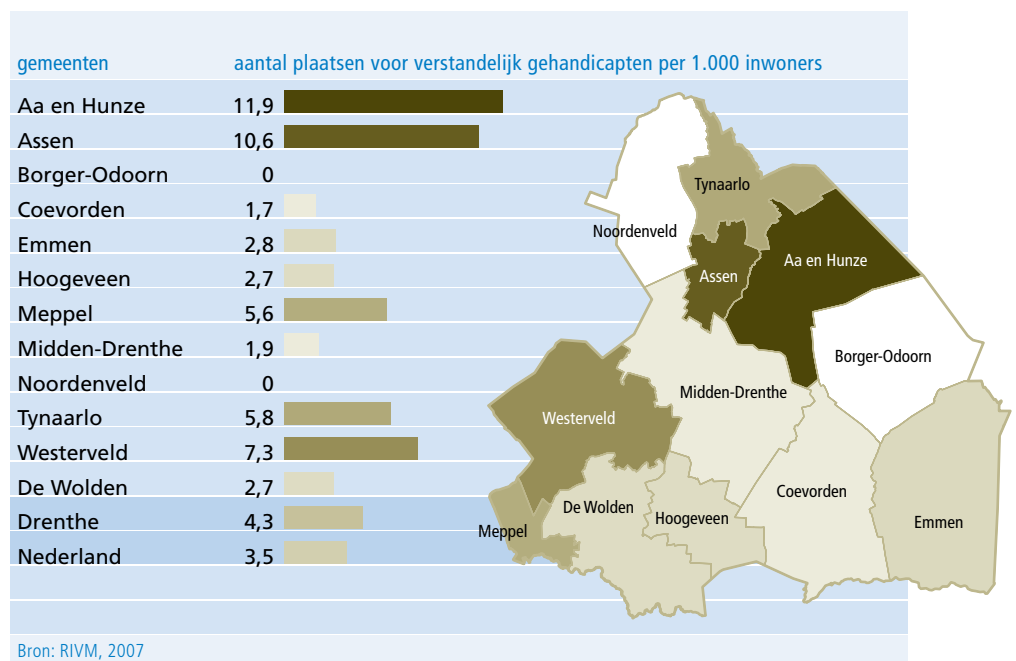 gemeenten aantal plaatsen voor verstandelijk gehandicapten per 1.000 inwoners
Aa en Hunze 11,9
Assen 10,6
Borger-Odoorn 0
Coevorden 1,7
Emmen 2,8
Hoogeveen 2,7
Meppel 5,6
Midden-Drenthe 1,9
Noordenveld 0
Tynaarlo 5,8
Westerveld 7,3
De Wolden 2,7
Drenthe 4,3
Nederland 3,5
Tynaarlo
Noordenveld
Aa en Hunze
Assen
Borger-Odoorn
Midden-Drenthe
Westerveld
Coevorden
De Wolden
Hoogeveen
Emmen
Meppel
Bron: RIVM, 2007